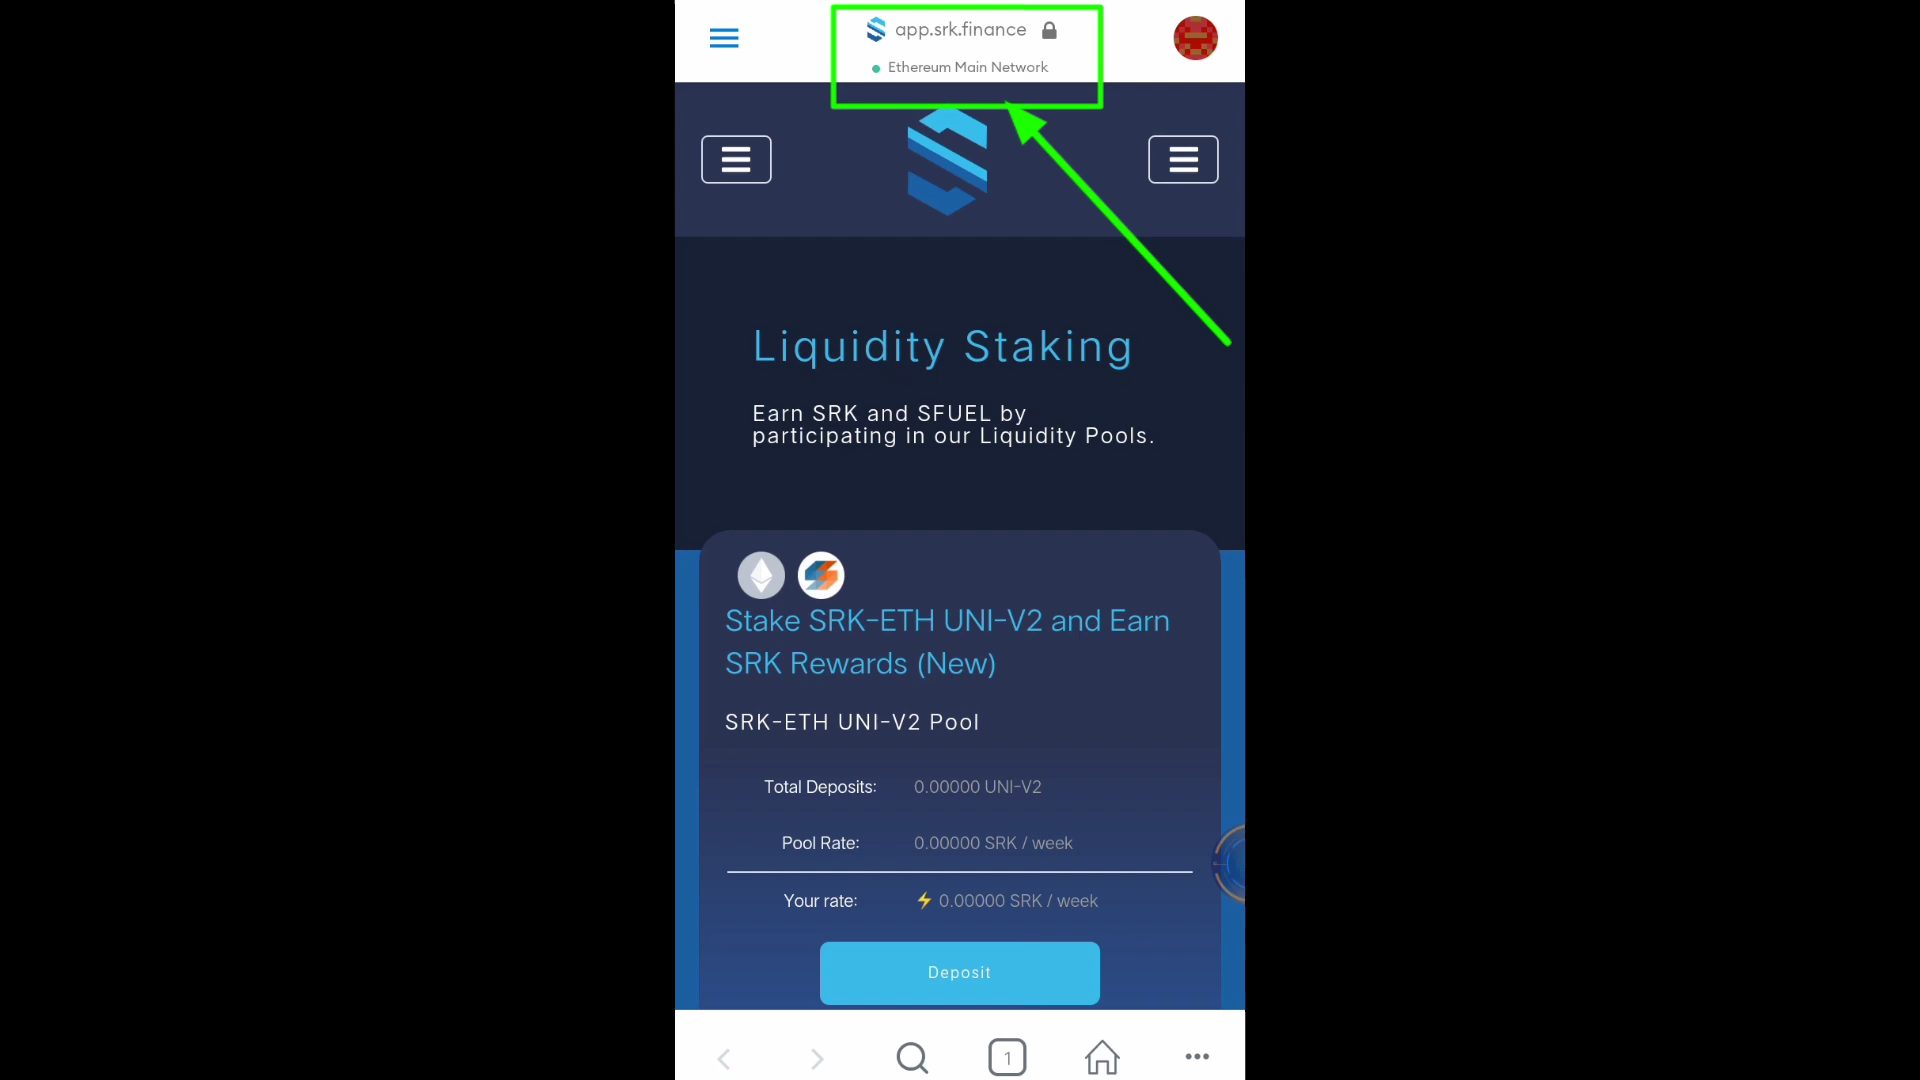 app.srk.finance
Ethereum Main Network
Liquidity Staking
Earn SRK and SFUEL by
participating in our Liquidity Pools.
Stake SRK-ETH UNI-V2 and Earn
SRK Rewards (New)
SRK-ETH UNI-V2 Pool
Total Deposits: 0.00000 UNI-V2
Pool Rate: 0.00000 SRK / week
Your rate: ⚡ 0.00000 SRK / week
Deposit
1